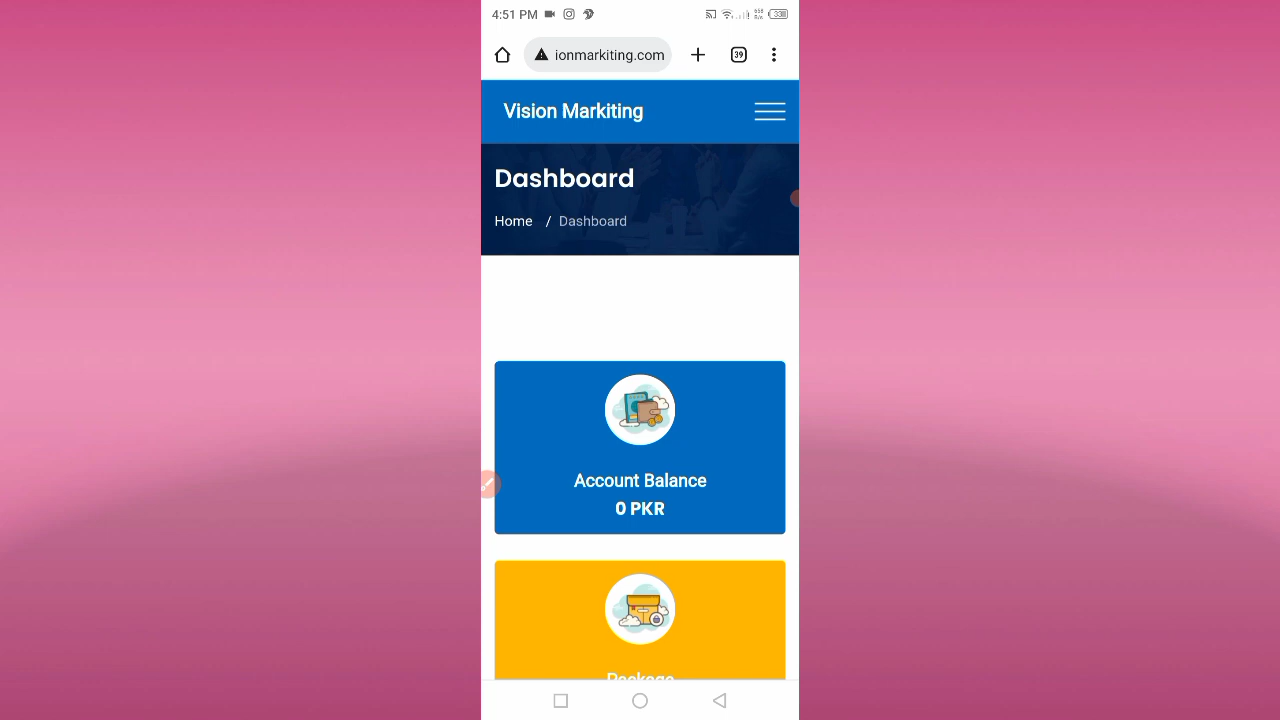 4:51 PM
ionmarkiting.com
39
Vision Markiting
Dashboard
Home / Dashboard
Account Balance
0 PKR
Package